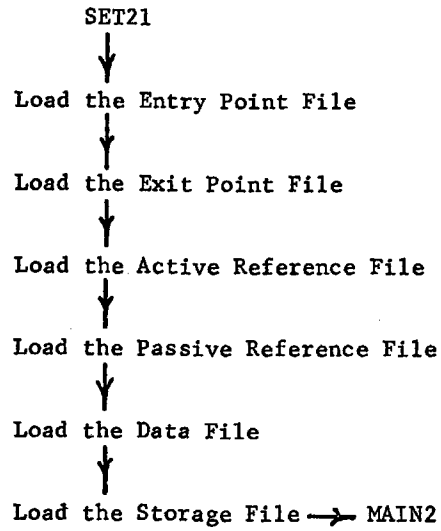 SET21
Load the Entry Point File
Load the Exit Point File
Load the Active Reference File
Load the Passive Reference File
Load the Data File
Load the Storage File MAIN2